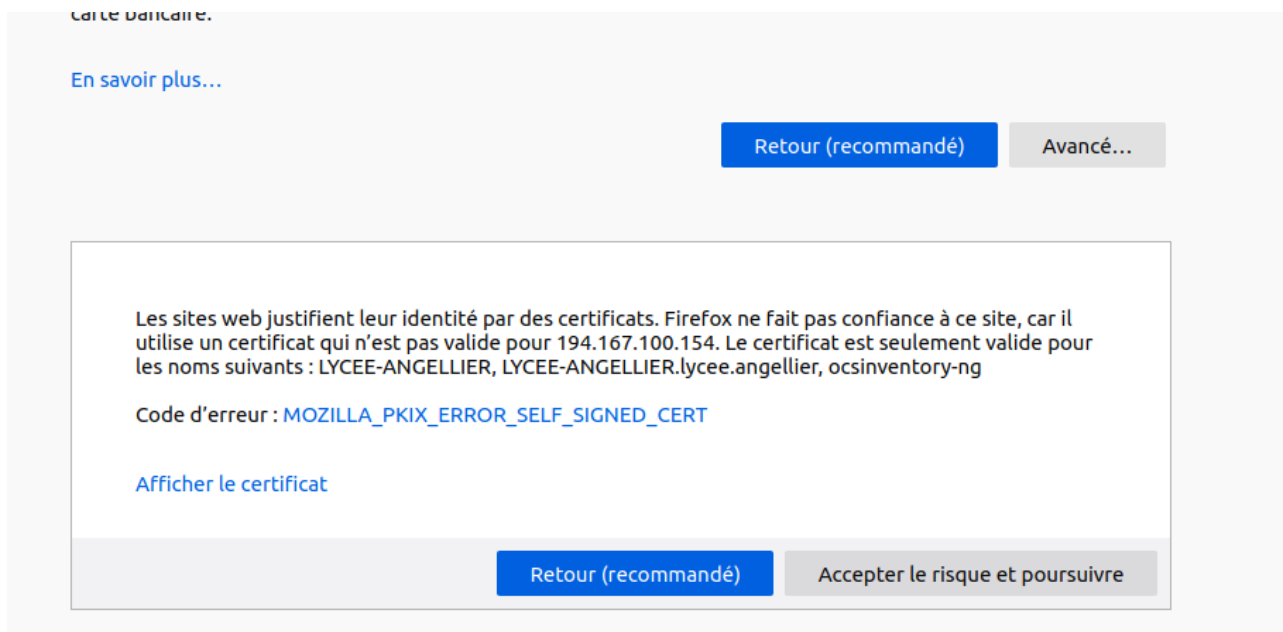 carte bancaire.
En savoir plus…
Retour (recommandé)
Avancé…
Les sites web justifient leur identité par des certificats. Firefox ne fait pas confiance à ce site, car il
utilise un certificat qui n’est pas valide pour 194.167.100.154. Le certificat est seulement valide pour
les noms suivants : LYCEE-ANGELLIER, LYCEE-ANGELLIER.lycee.angellier, ocsinventory-ng
Code d’erreur : MOZILLA_PKIX_ERROR_SELF_SIGNED_CERT
Afficher le certificat
Retour (recommandé)
Accepter le risque et poursuivre